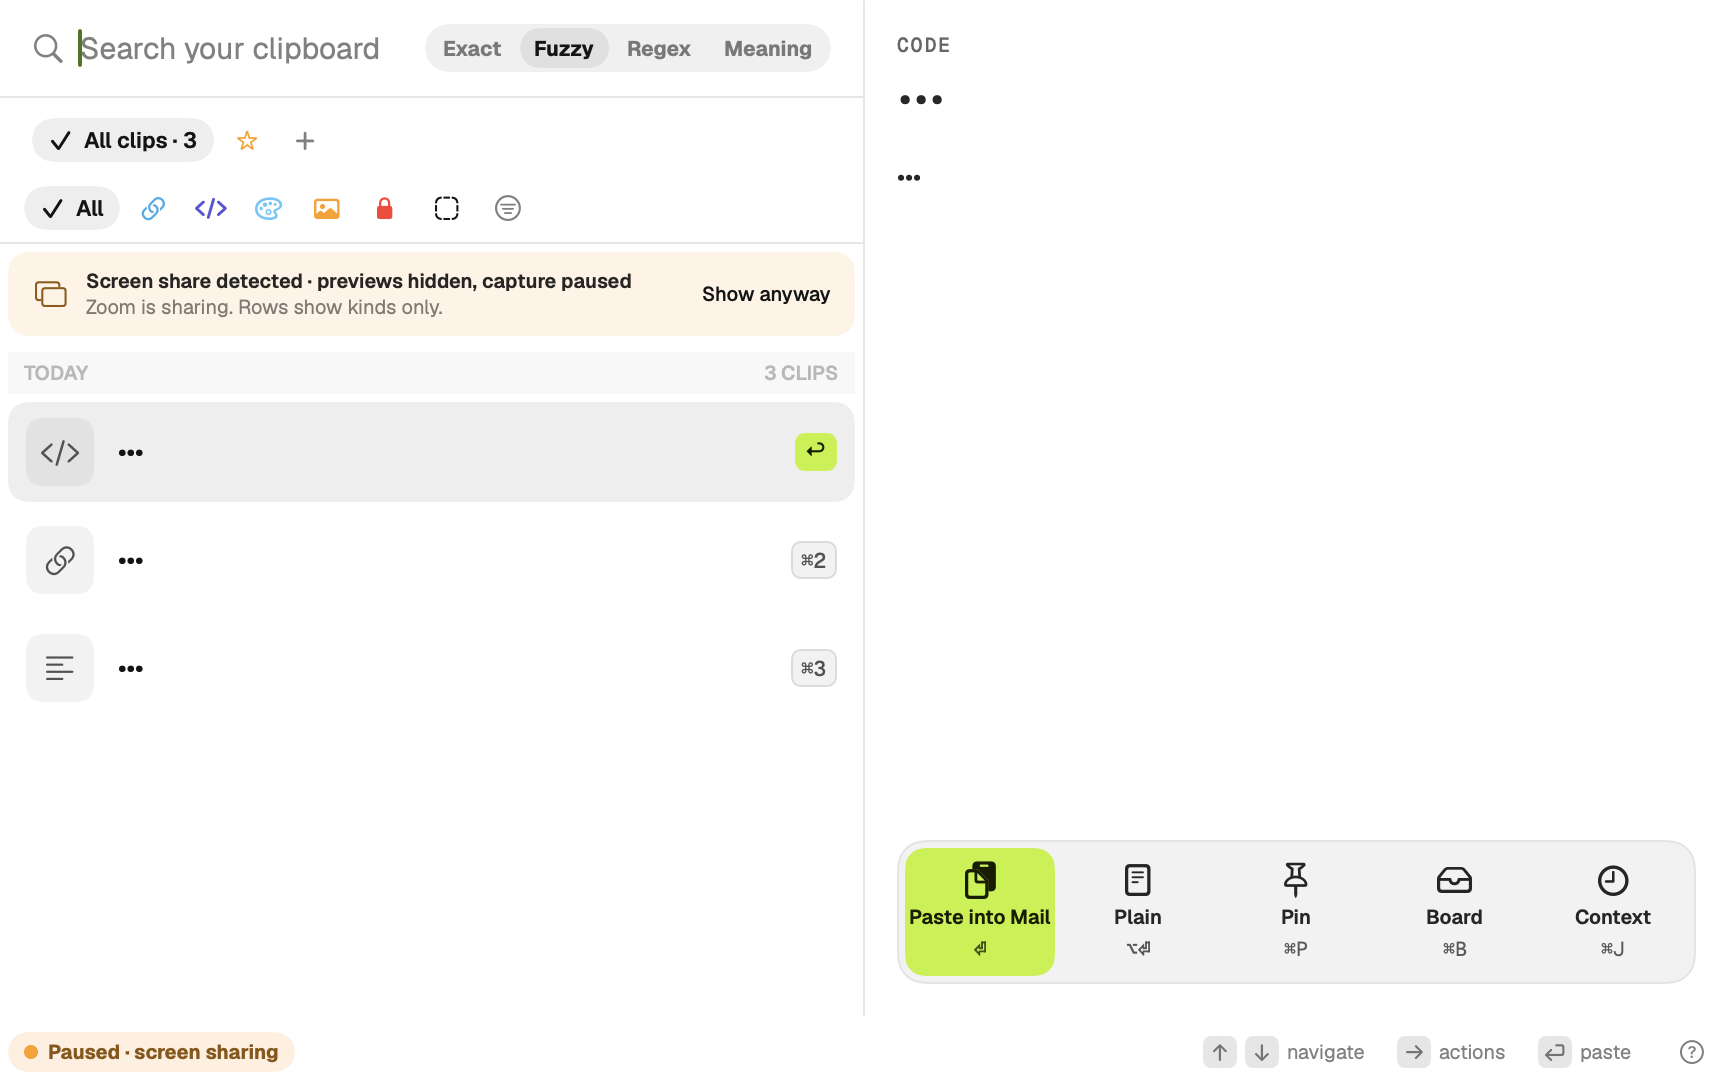 Search your clipboard
Exact Fuzzy Regex Meaning
All clips · 3
All
Screen share detected · previews hidden, capture paused
Zoom is sharing. Rows show kinds only.
Show anyway
TODAY
3 CLIPS
•••
•••
⌘2
•••
⌘3
CODE
•••
•••
Paste into Mail
⏎
Plain
⌥⏎
Pin
⌘P
Board
⌘B
Context
⌘J
Paused · screen sharing
↑ ↓ navigate → actions ↩ paste ?